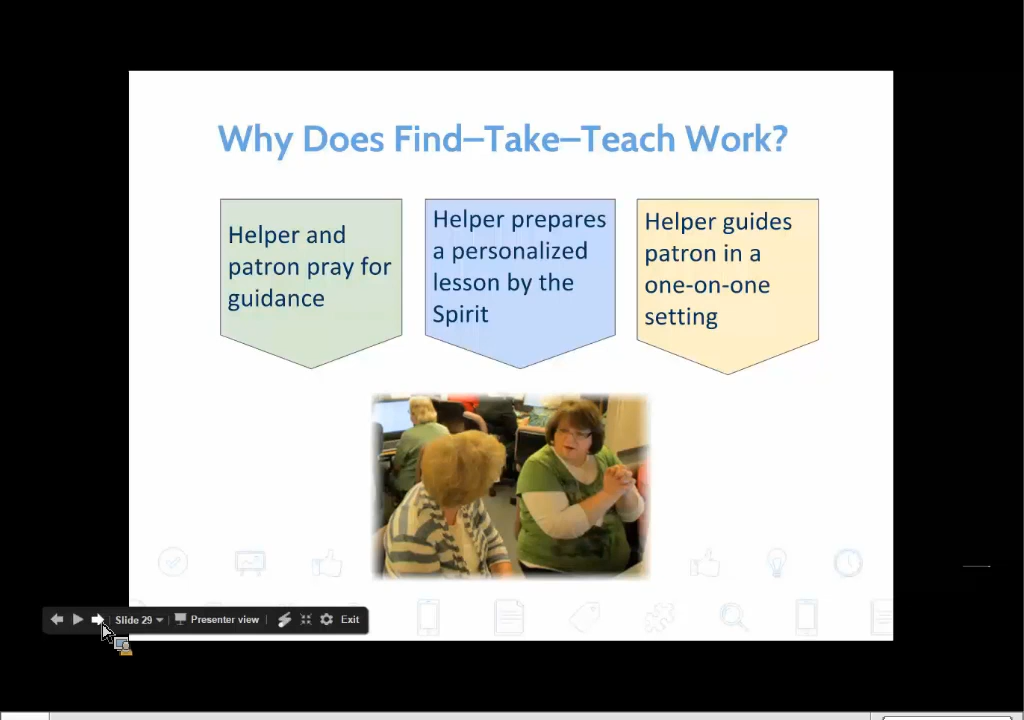 Why Does Find–Take–Teach Work?
Helper and
patron pray for
guidance
Helper prepares
a personalized
lesson by the
Spirit
Helper guides
patron in a
one-on-one
setting
Slide 29
Presenter view
Exit